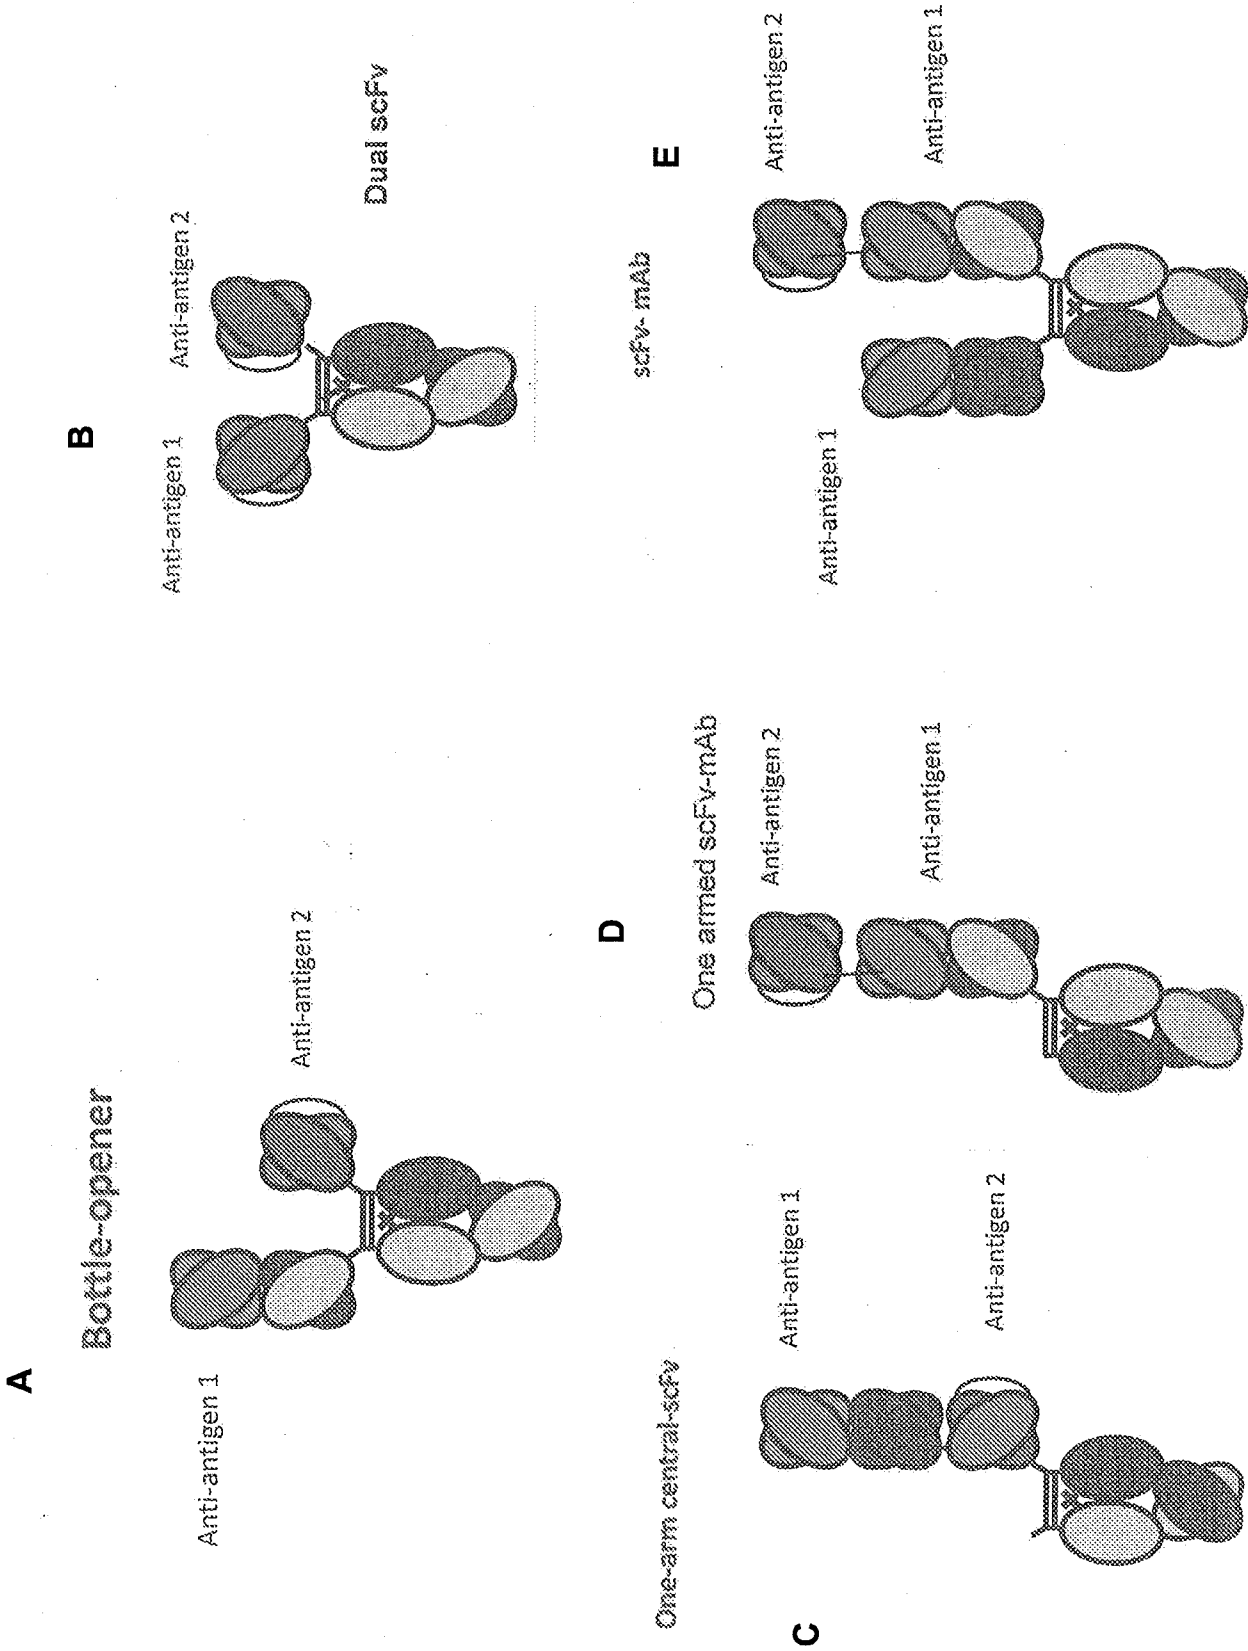 A
Bottle-opener
Anti-antigen 1
Anti-antigen 2
B
Anti-antigen 1
Anti-antigen 2
Dual scFv
C
One-arm central-scFv
Anti-antigen 1
Anti-antigen 2
D
One armed scFv-mAb
Anti-antigen 2
Anti-antigen 1
E
scFv- mAb
Anti-antigen 1
Anti-antigen 2
Anti-antigen 1